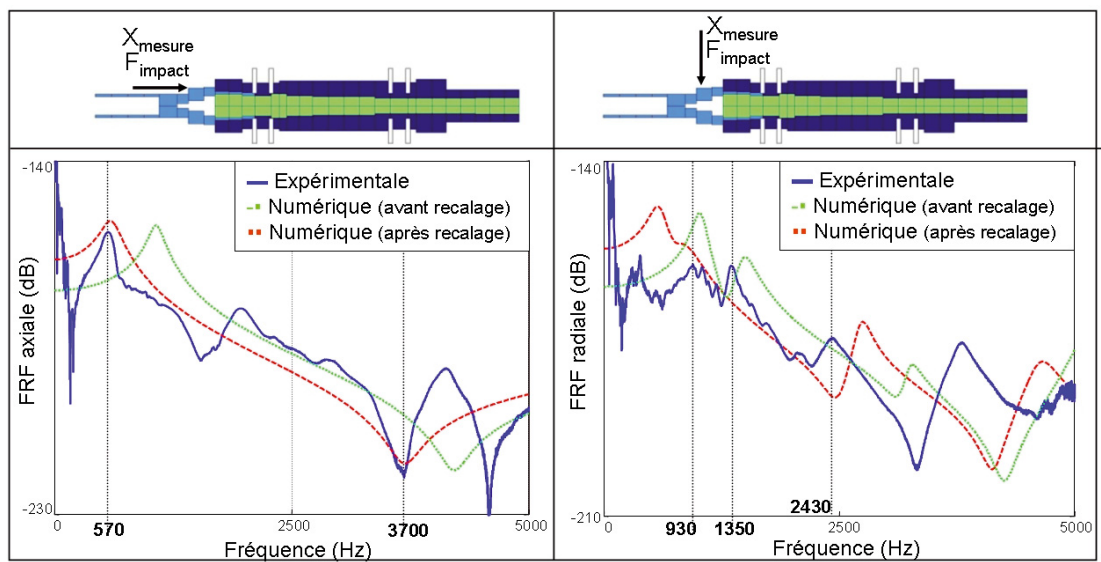 Xmesure
Fimpact
Xmesure
Fimpact
-140
Expérimentale
Numérique (avant recalage)
Numérique (après recalage)
FRF axiale (dB)
-230
0
570
2500
3700
5000
Fréquence (Hz)
-140
Expérimentale
Numérique (avant recalage)
Numérique (après recalage)
FRF radiale (dB)
2430
-210
0
930
1350
2500
5000
Fréquence (Hz)